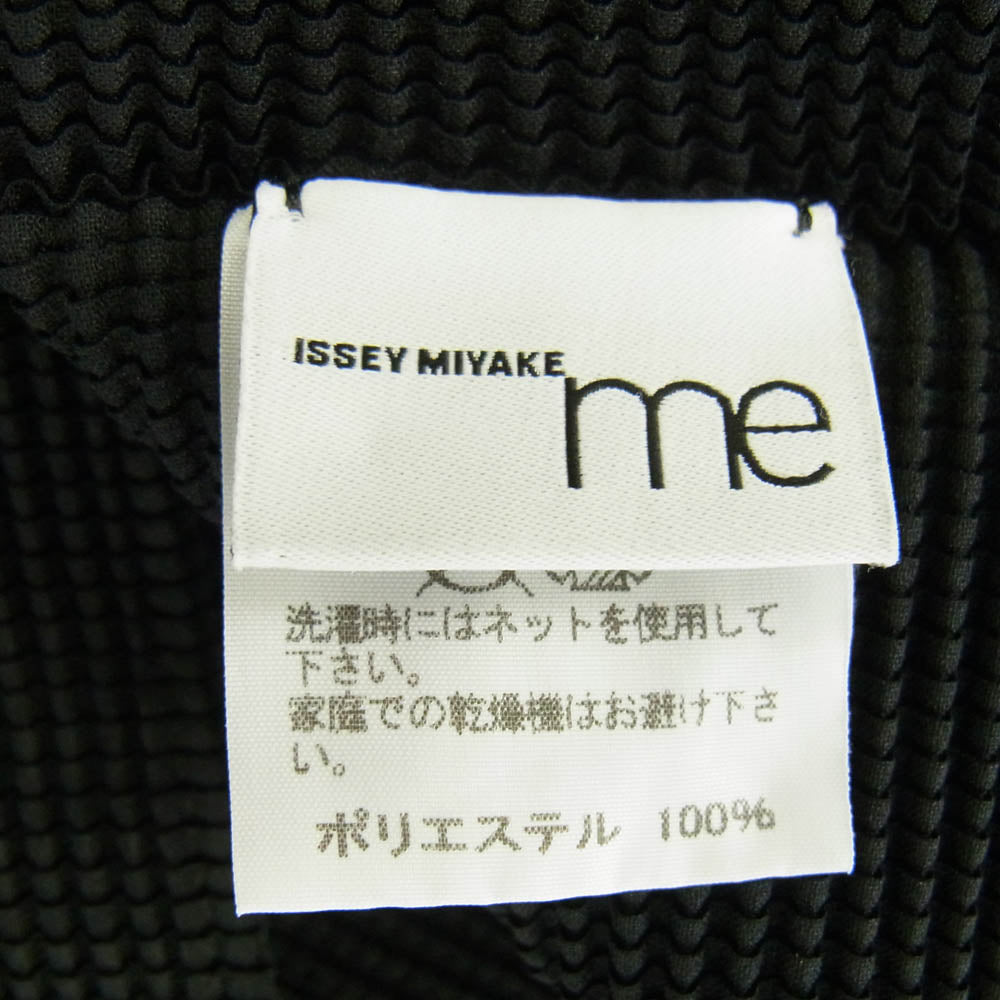 ISSEY MIYAKE
me
洗濯時にはネットを使用して
下さい。
家庭での乾燥機はお避け下さ
い。
ポリエステル 100%